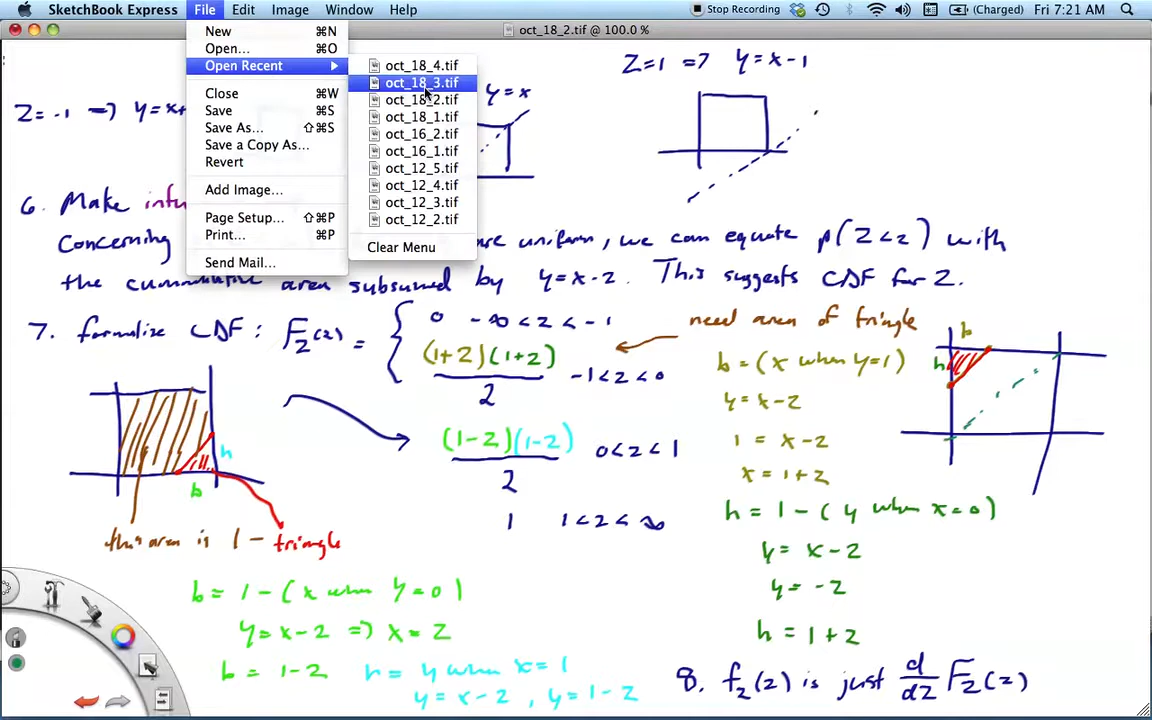 SketchBook Express File Edit Image Window Help Stop Recording (Charged) Fri 7:21 AM
oct_18_2.tif @ 100.0 %
New ⌘N
Open... ⌘O
Open Recent
Close ⌘W
Save ⌘S
Save As... ⇧⌘S
Save a Copy As...
Revert
Add Image...
Page Setup... ⇧⌘P
Print... ⌘P
Send Mail...
oct_18_4.tif
oct_18_3.tif
oct_18_2.tif
oct_18_1.tif
oct_16_2.tif
oct_16_1.tif
oct_12_5.tif
oct_12_4.tif
oct_12_3.tif
oct_12_2.tif
Clear Menu
Z=-1 => y=x+
y=x
Z=1 => y=x-1
6. Make
Concerning uniform, we can equate p(Z<z) with
the cummulative area subsumed by y=x-z. This suggests CDF for Z.
7. formalize CDF: F_Z(z) =
0 -∞<z<-1
(1+z)(1+z)
2
-1<z<0
(1-z)(1-z)
2
0<z<1
1 1<z<∞
need area of triangle
b = (x when y=1)
y = x-z
1 = x-z
x = 1+z
h = 1-(y when x=0)
y = x-z
y = -z
h = 1+z
b
h
h
b
this area is 1- triangle
b = 1-(x when y=0)
y=x-z => x=z
b = 1-z
h = y when x=1
y=x-z, y=1-z
8. f_Z(z) is just d/dz F_Z(z)